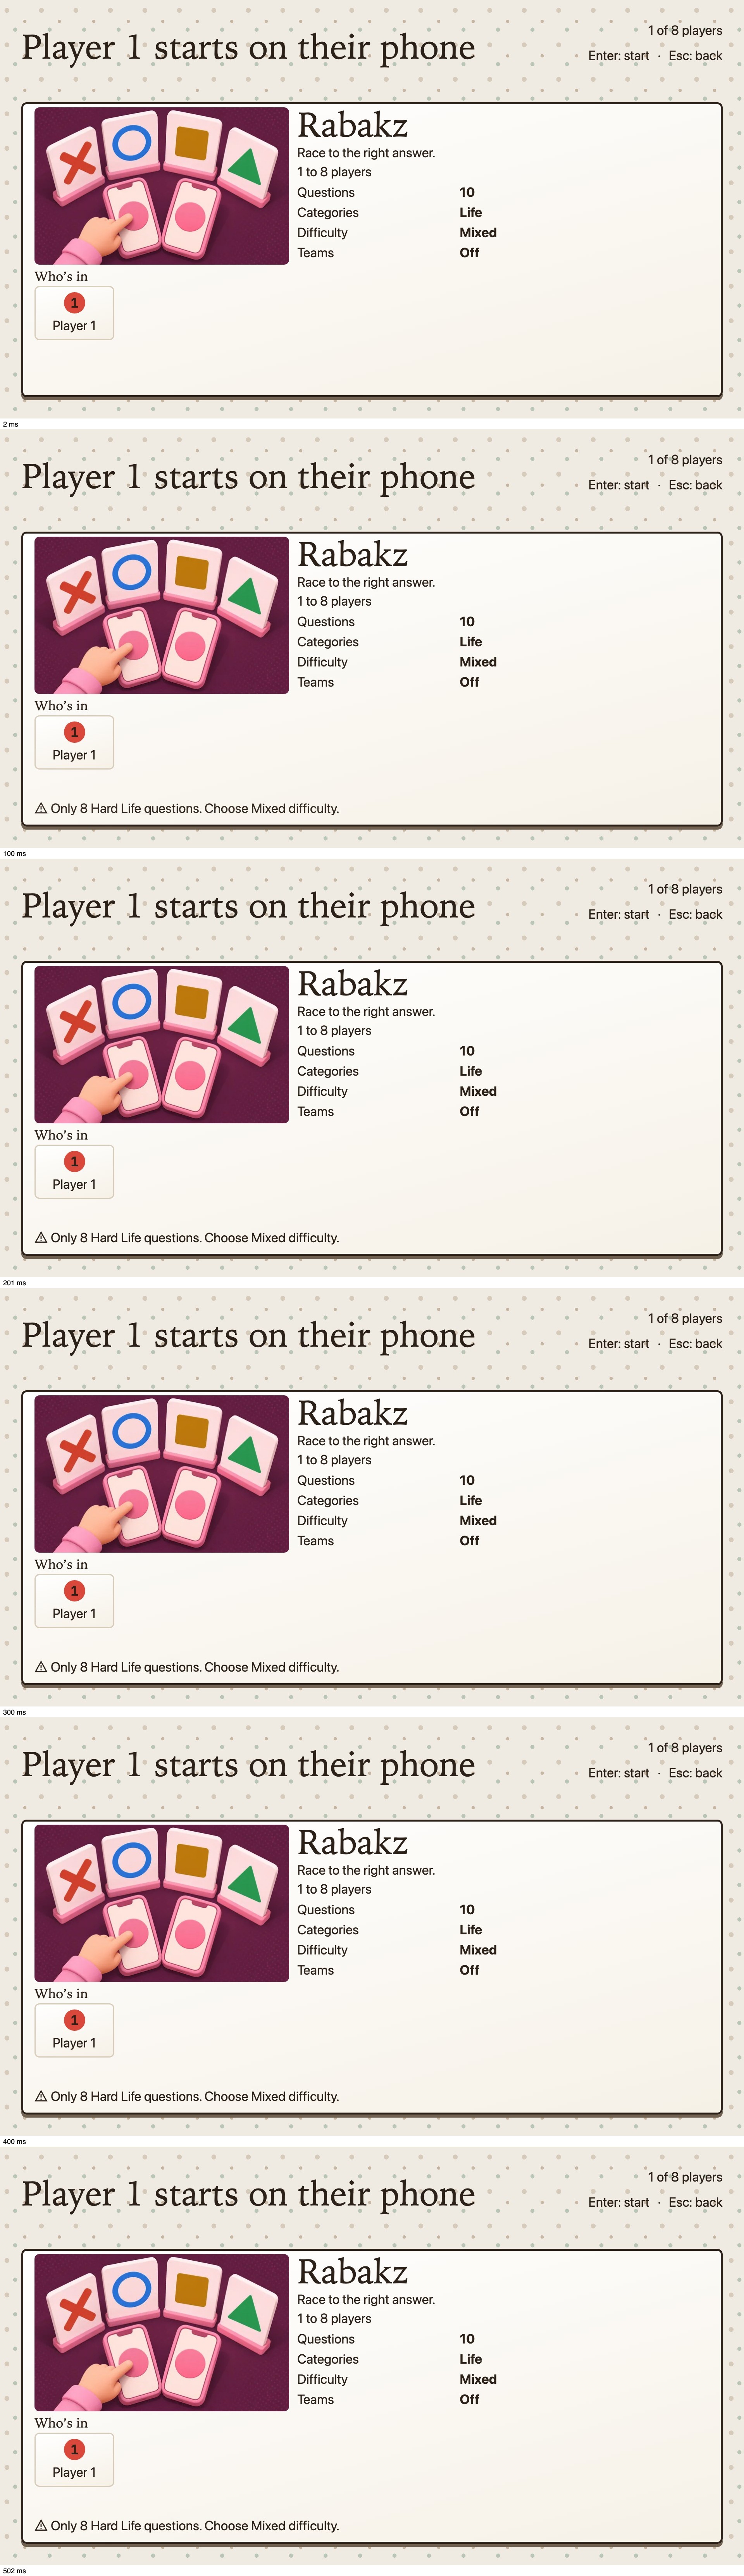 Player 1 starts on their phone
1 of 8 players
Enter: start · Esc: back
Rabakz
Race to the right answer.
1 to 8 players
Questions 10
Categories Life
Difficulty Mixed
Teams Off
Who's in
1
Player 1
2 ms
Player 1 starts on their phone
1 of 8 players
Enter: start · Esc: back
Rabakz
Race to the right answer.
1 to 8 players
Questions 10
Categories Life
Difficulty Mixed
Teams Off
Who's in
1
Player 1
⚠ Only 8 Hard Life questions. Choose Mixed difficulty.
100 ms
Player 1 starts on their phone
1 of 8 players
Enter: start · Esc: back
Rabakz
Race to the right answer.
1 to 8 players
Questions 10
Categories Life
Difficulty Mixed
Teams Off
Who's in
1
Player 1
⚠ Only 8 Hard Life questions. Choose Mixed difficulty.
201 ms
Player 1 starts on their phone
1 of 8 players
Enter: start · Esc: back
Rabakz
Race to the right answer.
1 to 8 players
Questions 10
Categories Life
Difficulty Mixed
Teams Off
Who's in
1
Player 1
⚠ Only 8 Hard Life questions. Choose Mixed difficulty.
300 ms
Player 1 starts on their phone
1 of 8 players
Enter: start · Esc: back
Rabakz
Race to the right answer.
1 to 8 players
Questions 10
Categories Life
Difficulty Mixed
Teams Off
Who's in
1
Player 1
⚠ Only 8 Hard Life questions. Choose Mixed difficulty.
400 ms
Player 1 starts on their phone
1 of 8 players
Enter: start · Esc: back
Rabakz
Race to the right answer.
1 to 8 players
Questions 10
Categories Life
Difficulty Mixed
Teams Off
Who's in
1
Player 1
⚠ Only 8 Hard Life questions. Choose Mixed difficulty.
502 ms